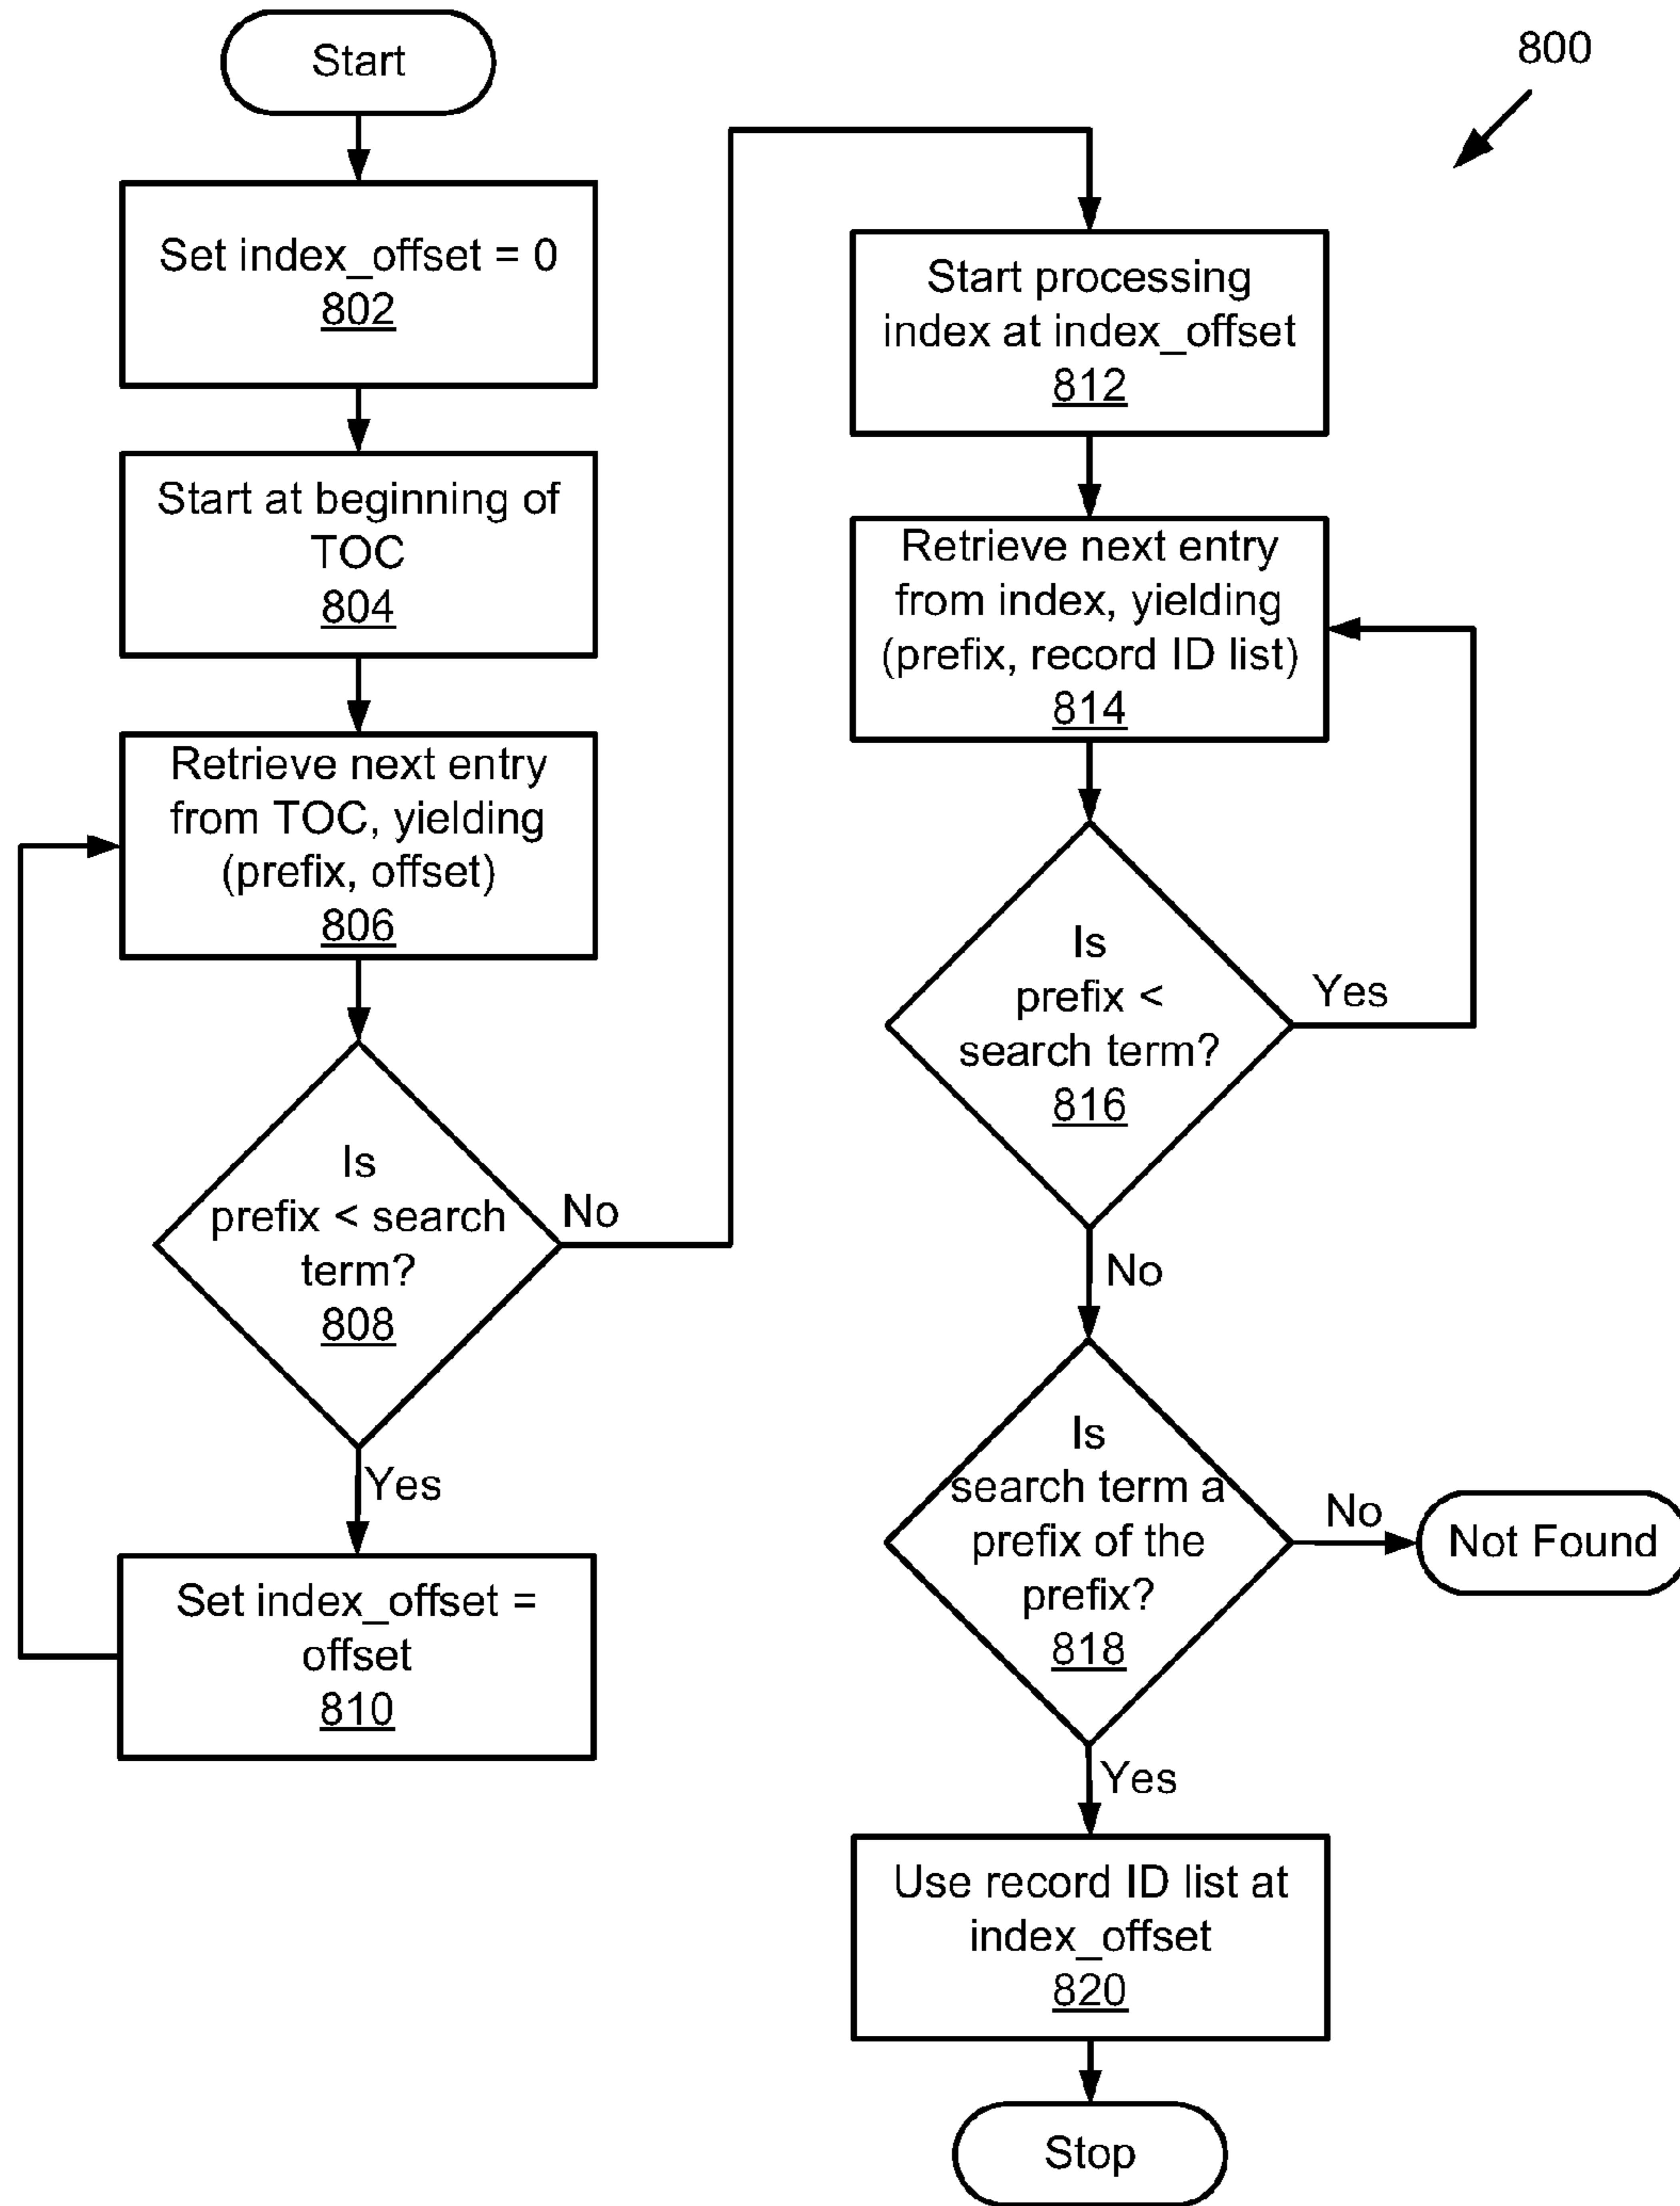 Start
800
Set index_offset = 0
802
Start at beginning of
TOC
804
Retrieve next entry
from TOC, yielding
(prefix, offset)
806
Is
prefix < search
term?
808
No
Yes
Set index_offset =
offset
810
Start processing
index at index_offset
812
Retrieve next entry
from index, yielding
(prefix, record ID list)
814
Is
prefix <
search term?
816
Yes
No
Is
search term a
prefix of the
prefix?
818
No
Not Found
Yes
Use record ID list at
index_offset
820
Stop